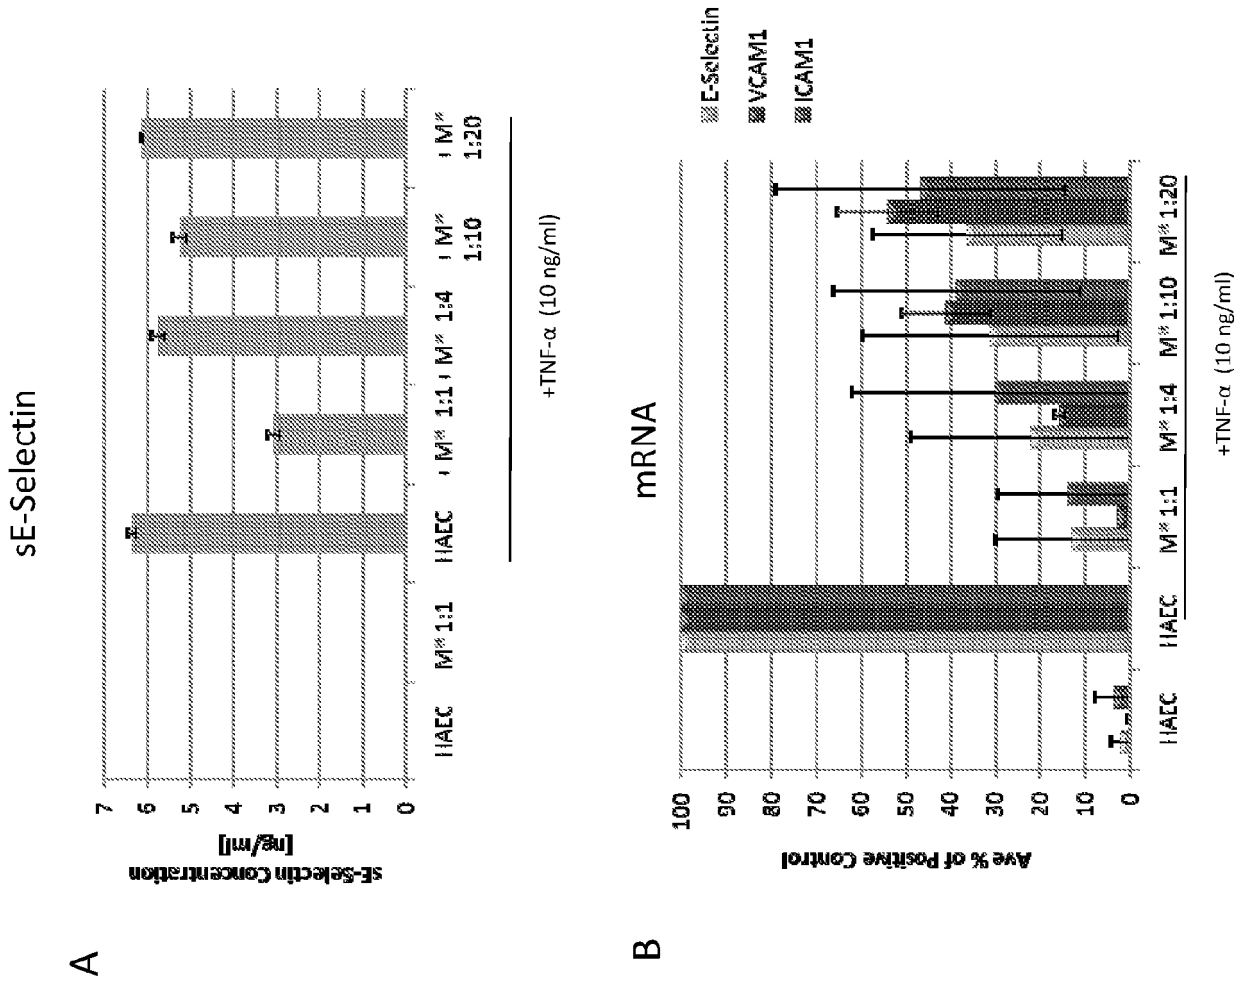 A
sE-Selectin
sE-Selectin Concentration
[ng/ml]
7
6
5
4
3
2
1
0
HAEC
M* 1:1
HAEC
M* 1:1
M* 1:4
M*
1:10
M*
1:20
+TNF-α (10 ng/ml)
B
mRNA
Ave % of Positive Control
100
90
80
70
60
50
40
30
20
10
0
HAEC
HAEC
M* 1:1
M* 1:4
M* 1:10
M* 1:20
+TNF-α (10 ng/ml)
E-Selectin
VCAM1
ICAM1